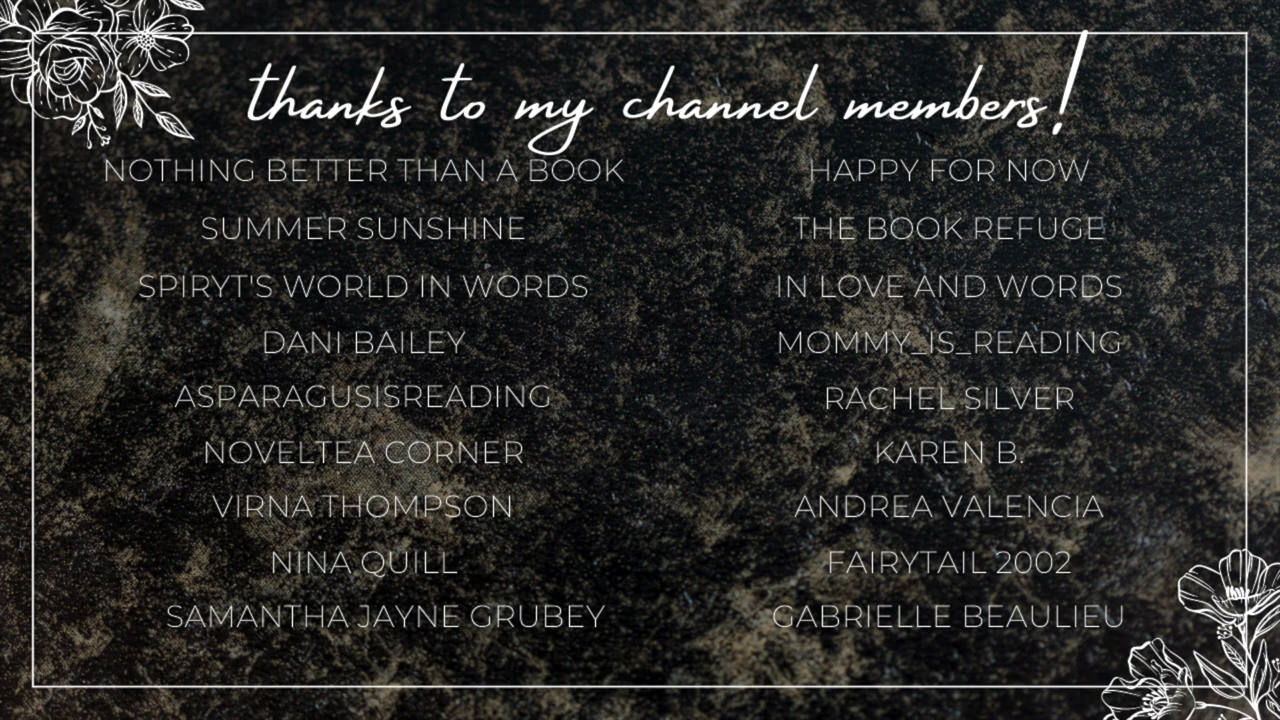 thanks to my channel members!
NOTHING BETTER THAN A BOOK
SUMMER SUNSHINE
SPIRYT'S WORLD IN WORDS
DANI BAILEY
ASPARAGUSISREADING
NOVELTEA CORNER
VIRNA THOMPSON
NINA QUILL
SAMANTHA JAYNE GRUBEY
HAPPY FOR NOW
THE BOOK REFUGE
IN LOVE AND WORDS
MOMMY_IS_READING
RACHEL SILVER
KAREN B.
ANDREA VALENCIA
FAIRYTAIL 2002
GABRIELLE BEAULIEU